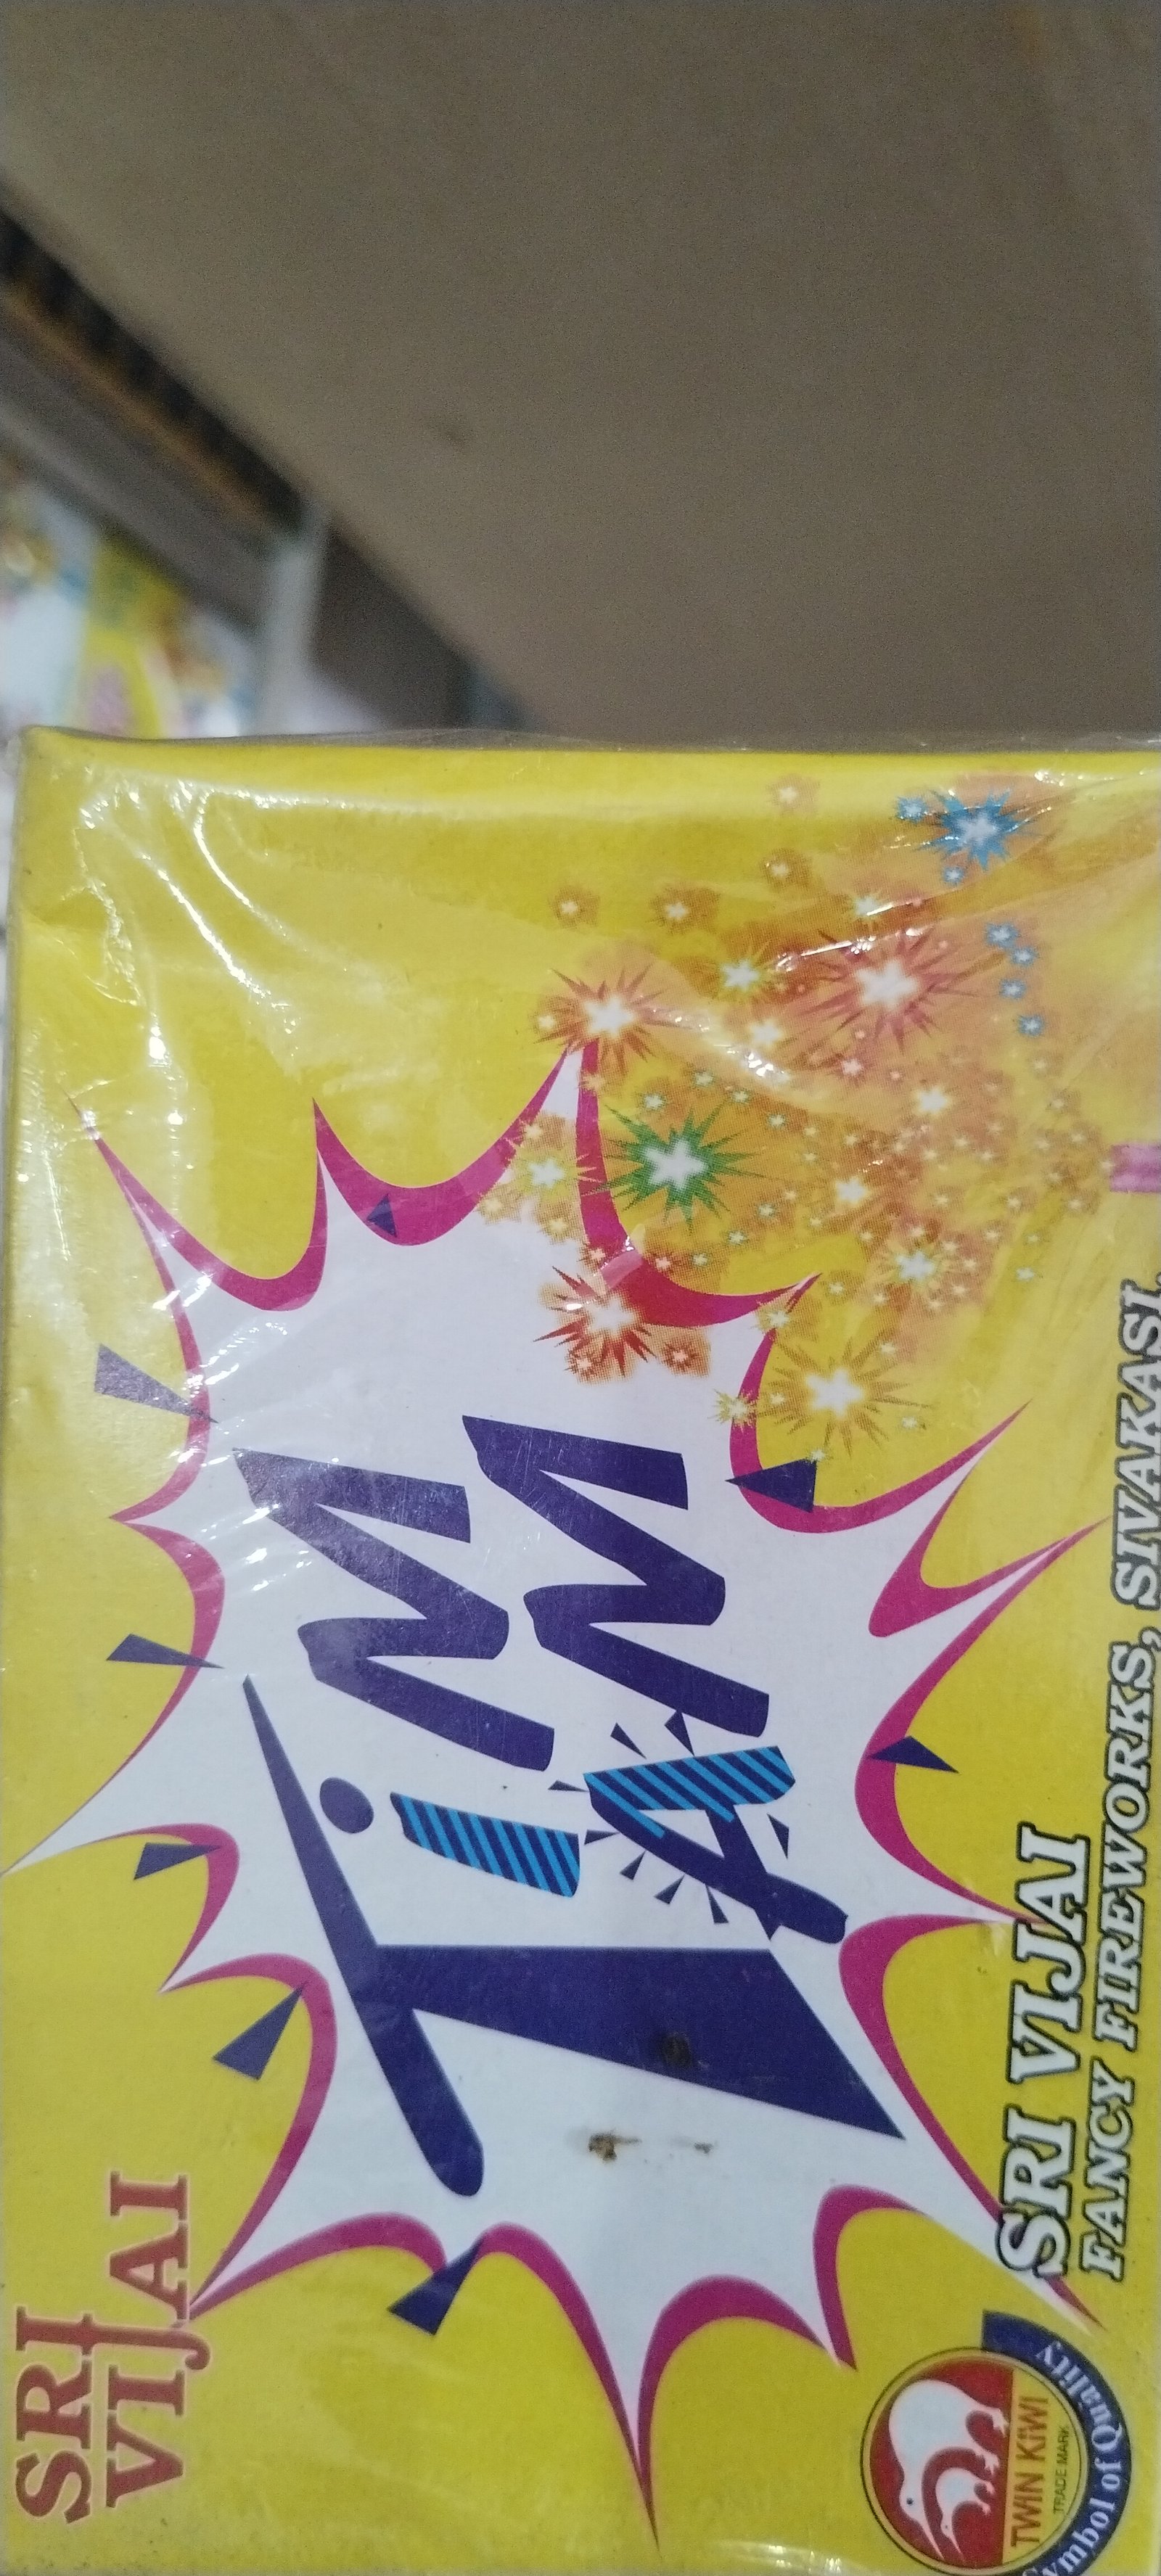 SRI
VIJAI
TiM
TAM
SRI VIJAI
FANCY FIREWORKS, SIVAKASI.
TWIN KiWI
TRADE MARK
Symbol of Quality